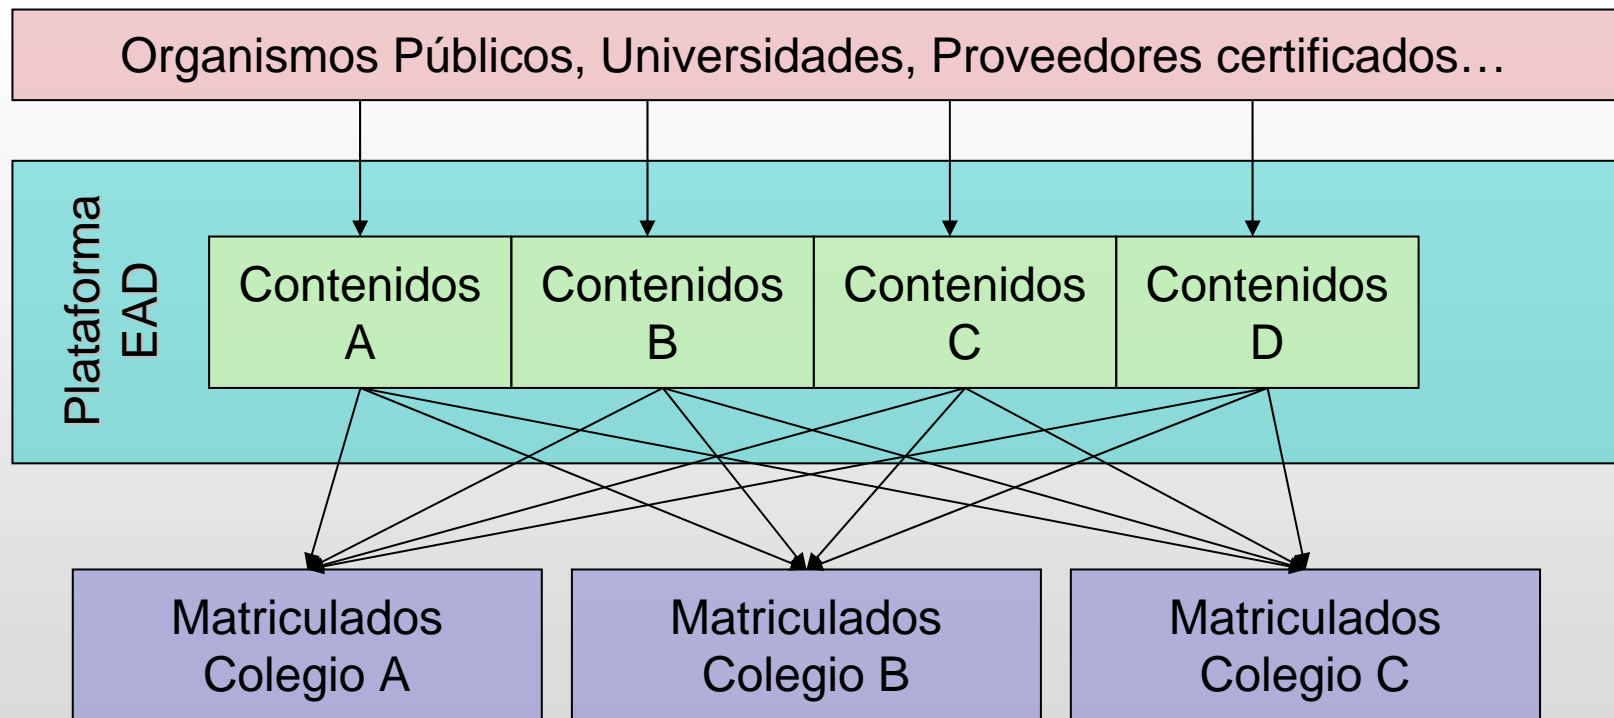 Organismos Públicos, Universidades, Proveedores certificados…
Plataforma
EAD
Contenidos
A
Contenidos
B
Contenidos
C
Contenidos
D
Matriculados
Colegio A
Matriculados
Colegio B
Matriculados
Colegio C